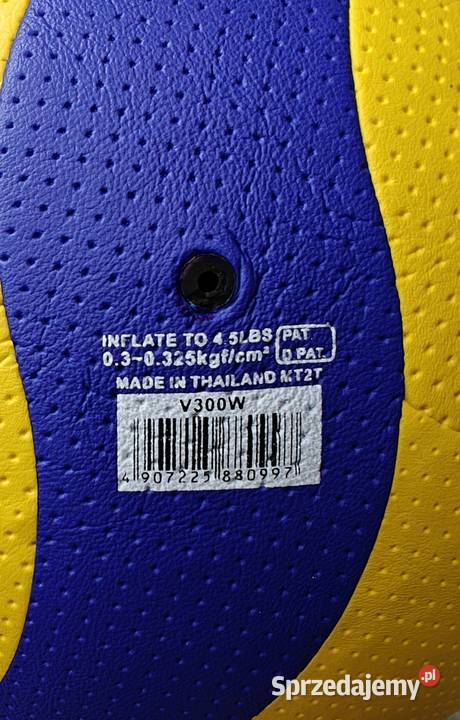 INFLATE TO 4.5LBS PAT
0.3~0.325kgf/cm² D PAT.
MADE IN THAILAND MT2T
V300W
4 907225 880997
Sprzedajemy.pl